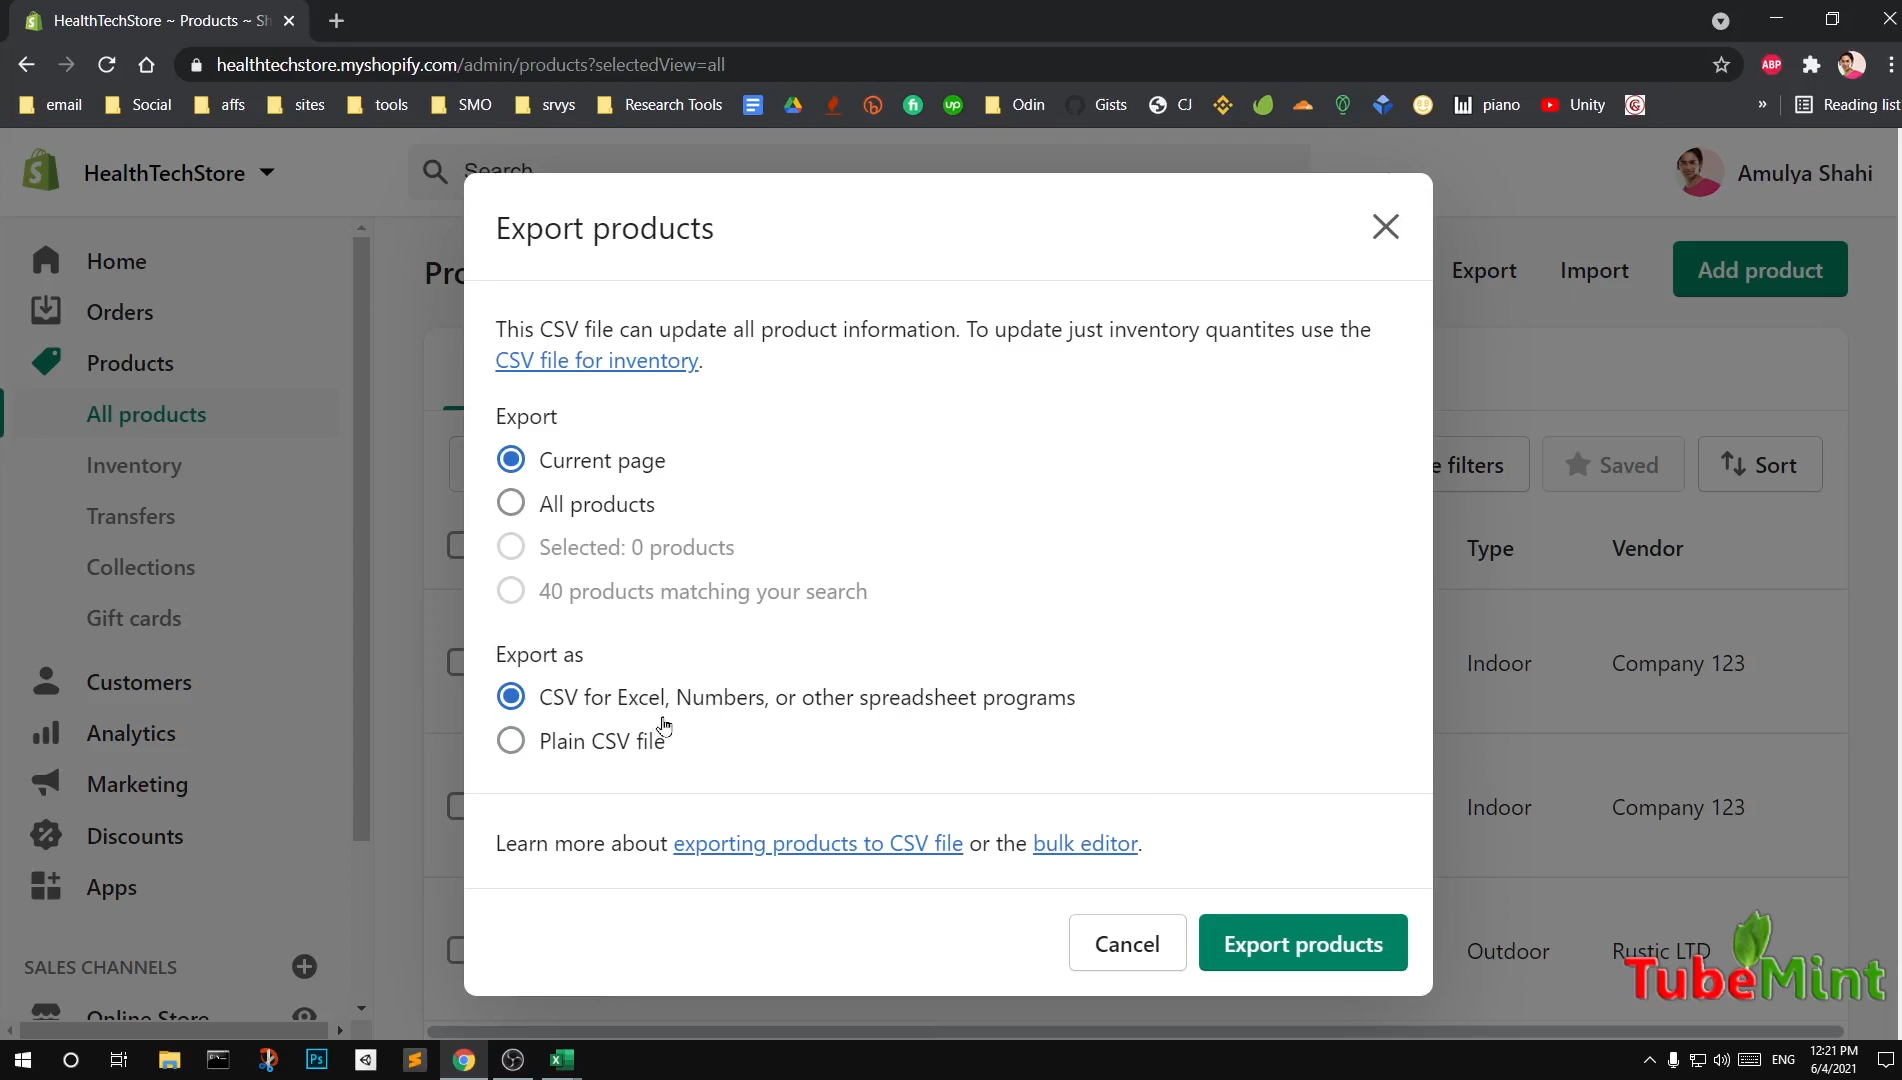 HealthTechStore ~ Products ~ Sh
healthtechstore.myshopify.com/admin/products?selectedView=all
ABP
email
Social
affs
sites
tools
SMO
srvys
Research Tools
up
Odin
Gists
CJ
piano
Unity
»
Reading list
HealthTechStore
Search
Amulya Shahi
Home
Orders
Products
All products
Inventory
Transfers
Collections
Gift cards
Customers
Analytics
Marketing
Discounts
Apps
SALES CHANNELS
Online Store
Pro
Export
Import
Add product
e filters
Saved
Sort
Type
Vendor
Indoor
Company 123
Indoor
Company 123
Outdoor
Rustic LTD
Export products
This CSV file can update all product information. To update just inventory quantites use the
CSV file for inventory.
Export
Current page
All products
Selected: 0 products
40 products matching your search
Export as
CSV for Excel, Numbers, or other spreadsheet programs
Plain CSV file
Learn more about exporting products to CSV file or the bulk editor.
Cancel
Export products
TubeMint
Ps
ENG
12:21 PM
6/4/2021